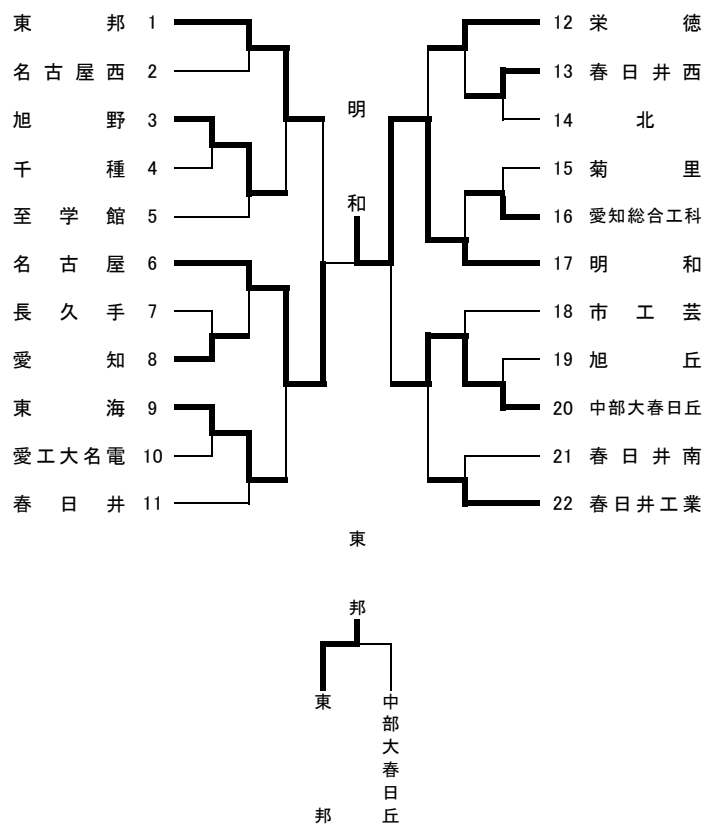 東邦 1
名古屋西 2
旭野 3
千種 4
至学館 5
名古屋 6
長久手 7
愛知 8
東海 9
愛工大名電 10
春日井 11
明和
12 栄徳
13 春日井西
14 北
15 菊里
16 愛知総合工科
17 明和
18 市工芸
19 旭丘
20 中部大春日丘
21 春日井南
22 春日井工業
東邦
東邦
中部大春日丘